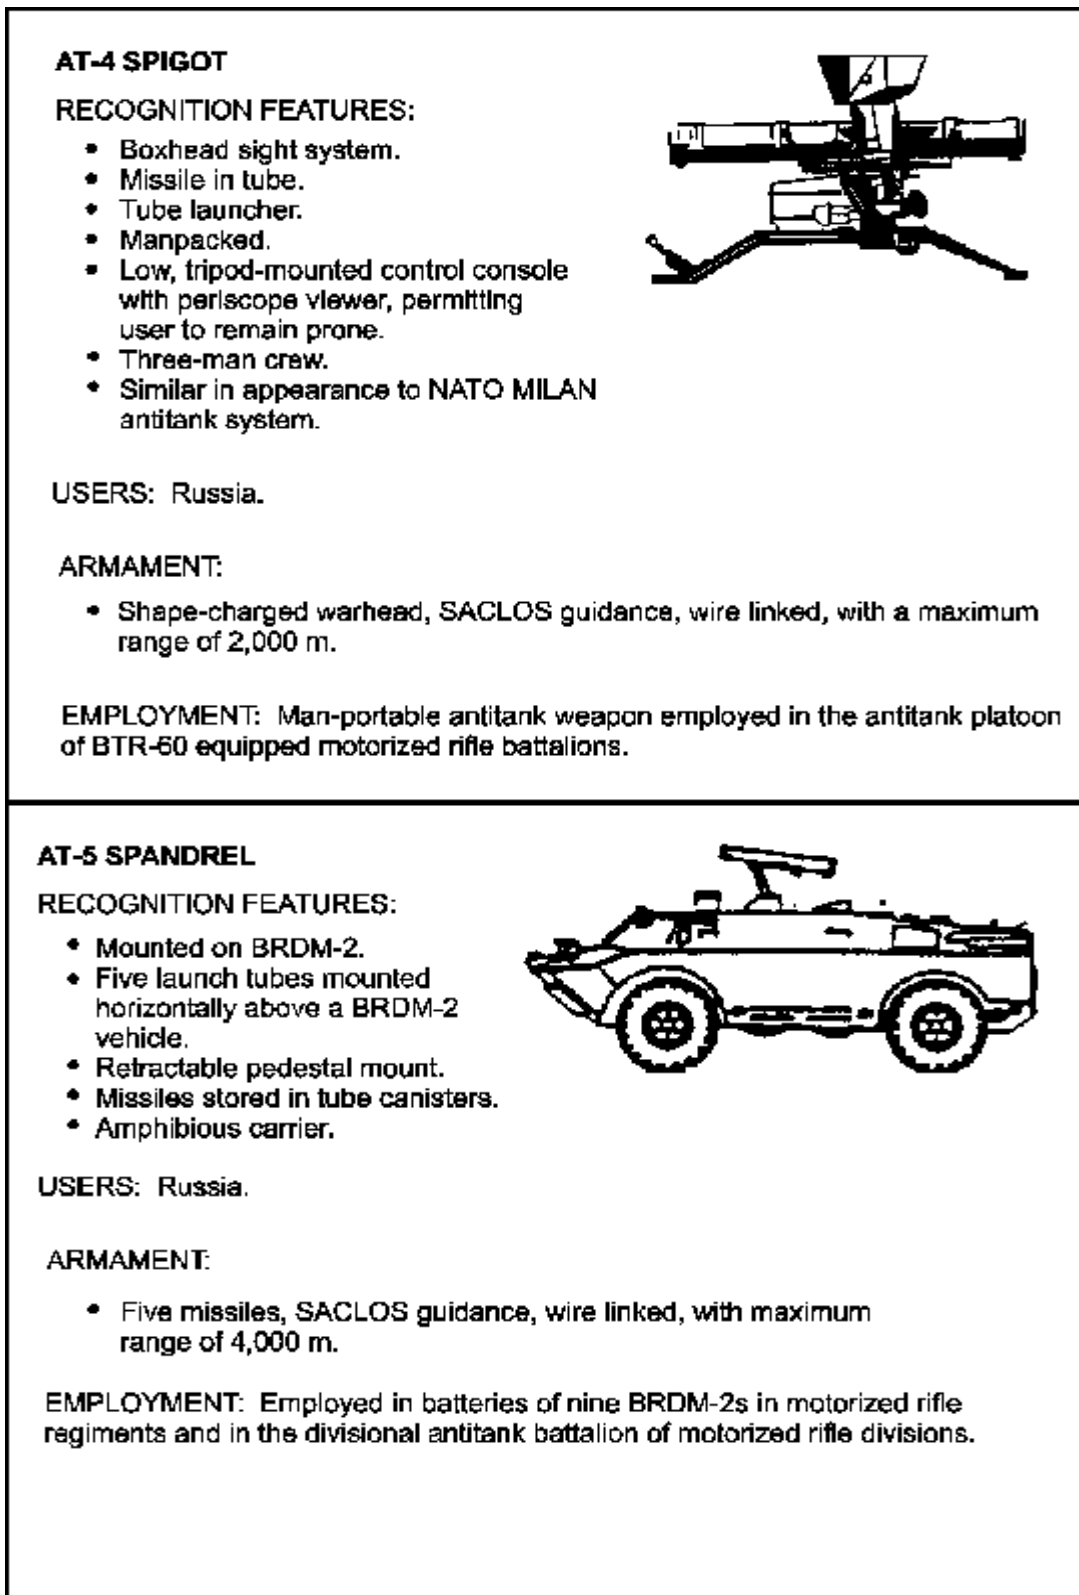 AT-4 SPIGOT
RECOGNITION FEATURES:
• Boxhead sight system.
• Missile in tube.
• Tube launcher.
• Manpacked.
• Low, tripod-mounted control console
with periscope viewer, permitting
user to remain prone.
• Three-man crew.
• Similar in appearance to NATO MILAN
antitank system.
USERS: Russia.
ARMAMENT:
• Shape-charged warhead, SACLOS guidance, wire linked, with a maximum
range of 2,000 m.
EMPLOYMENT: Man-portable antitank weapon employed in the antitank platoon
of BTR-60 equipped motorized rifle battalions.
AT-5 SPANDREL
RECOGNITION FEATURES:
• Mounted on BRDM-2.
• Five launch tubes mounted
horizontally above a BRDM-2
vehicle.
• Retractable pedestal mount.
• Missiles stored in tube canisters.
• Amphibious carrier.
USERS: Russia.
ARMAMENT:
• Five missiles, SACLOS guidance, wire linked, with maximum
range of 4,000 m.
EMPLOYMENT: Employed in batteries of nine BRDM-2s in motorized rifle
regiments and in the divisional antitank battalion of motorized rifle divisions.